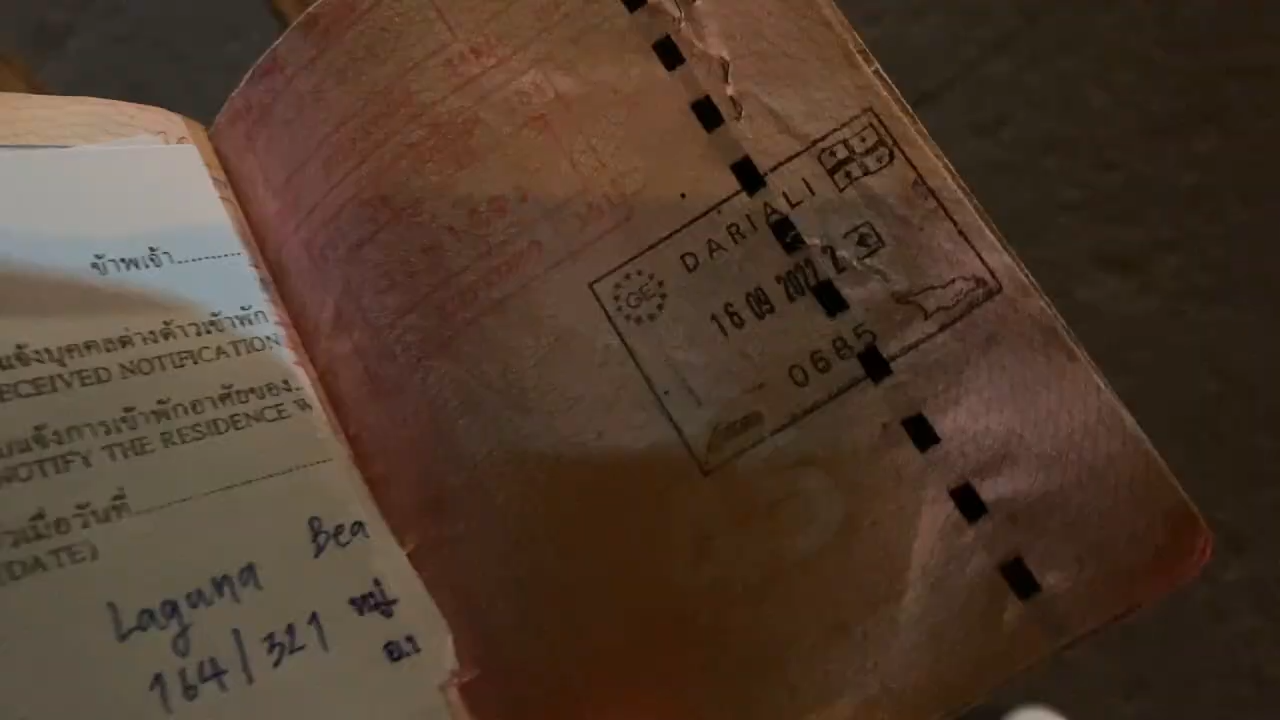 ข้าพเจ้า..........
แจ้งบุคคลต่างด้าวเข้าพัก
ECEIVED NOTIFICATION
แจ้งการเข้าพักอาศัยของ..
NOTIFY THE RESIDENCE
เมื่อวันที่
(DATE)
Laguna Bea
164/321 หมู่
GE
DARIALI
16 09 2022 2
0685